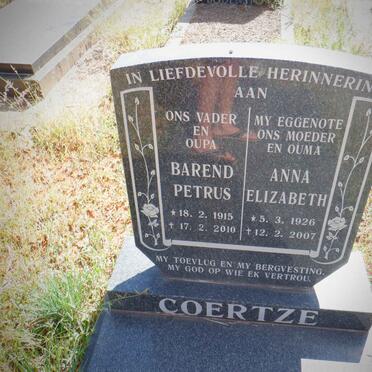 IN LIEFDEVOLLE HERINNERIN
AAN
ONS VADER
EN
OUPA
BAREND
PETRUS
* 18. 2. 1915
† 17. 2. 2010
MY EGGENOTE
ONS MOEDER
EN OUMA
ANNA
ELIZABETH
* 5. 3. 1926
† 12. 2. 2007
MY TOEVLUG EN MY BERGVESTING,
MY GOD OP WIE EK VERTROU.
COERTZE